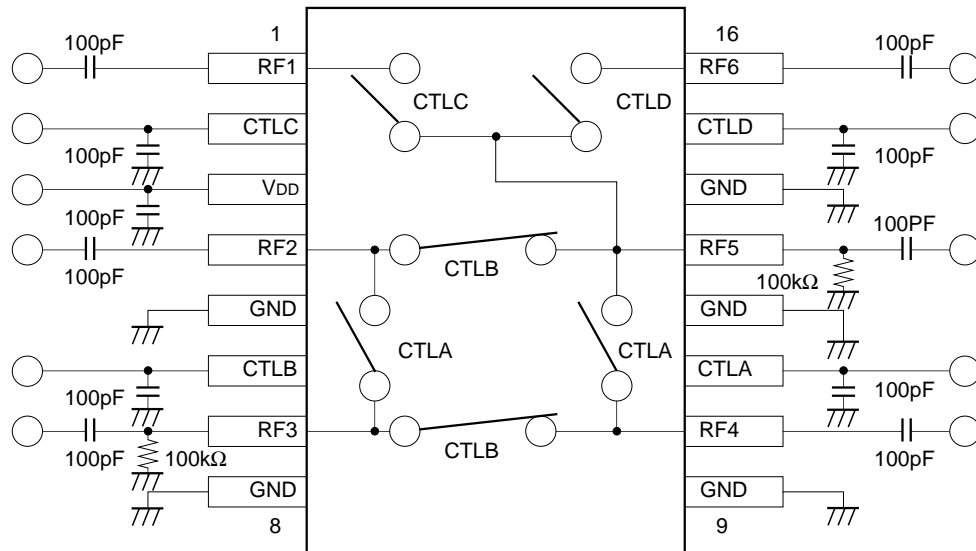 1 16
100pF RF1 RF6 100pF
CTLC CTLD
CTLC CTLD
100pF 100pF
VDD GND
100pF 100PF
RF2 RF5
100pF CTLB 100kΩ
GND GND
CTLA CTLA
CTLB CTLA
100pF 100pF
RF3 RF4
100pF 100kΩ CTLB 100pF
GND GND
8 9